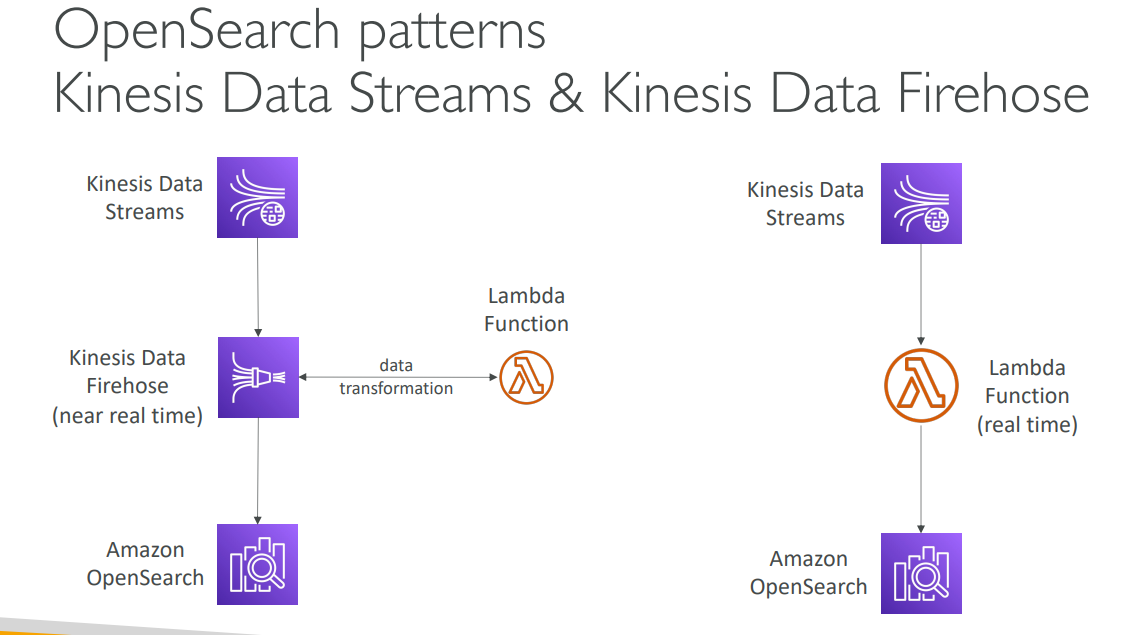 OpenSearch patterns
Kinesis Data Streams & Kinesis Data Firehose
Kinesis Data
Streams
Lambda
Function
Kinesis Data
Firehose
(near real time)
data
transformation
Amazon
OpenSearch
Kinesis Data
Streams
Lambda
Function
(real time)
Amazon
OpenSearch